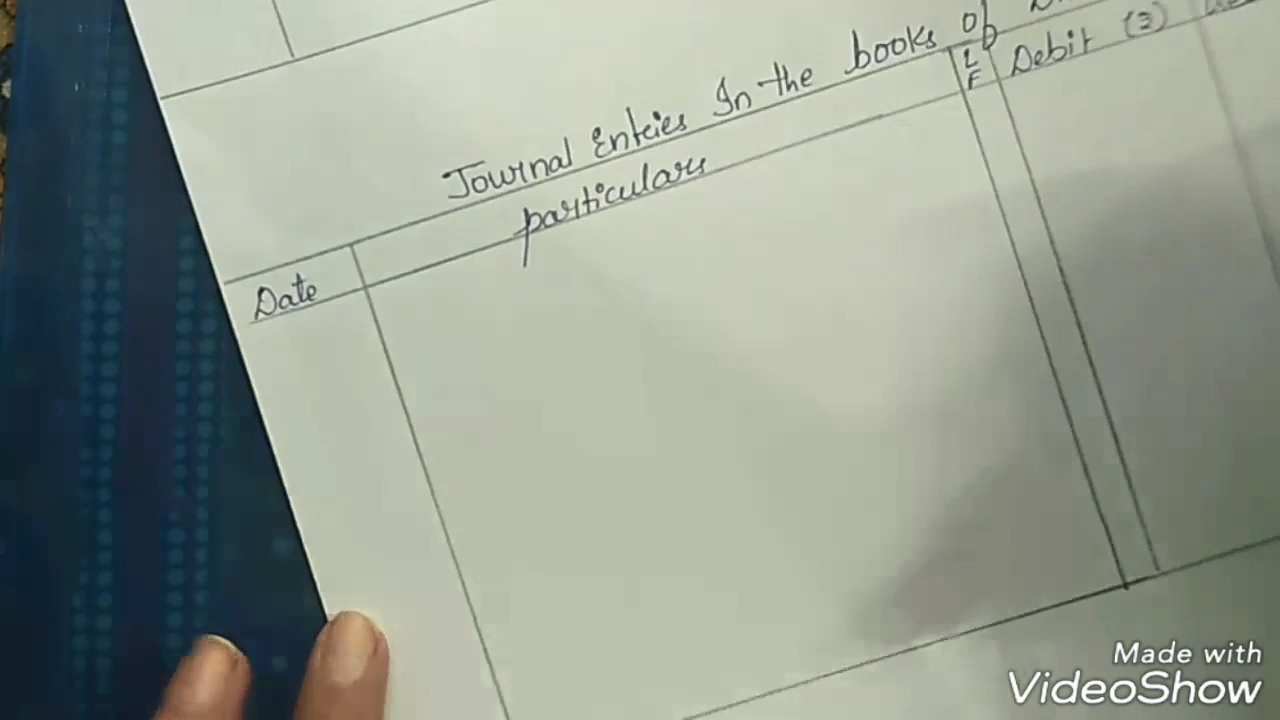 Journal Entries In the books of
Date
particulars
L
F
Debit (₹)
Made with
VideoShow